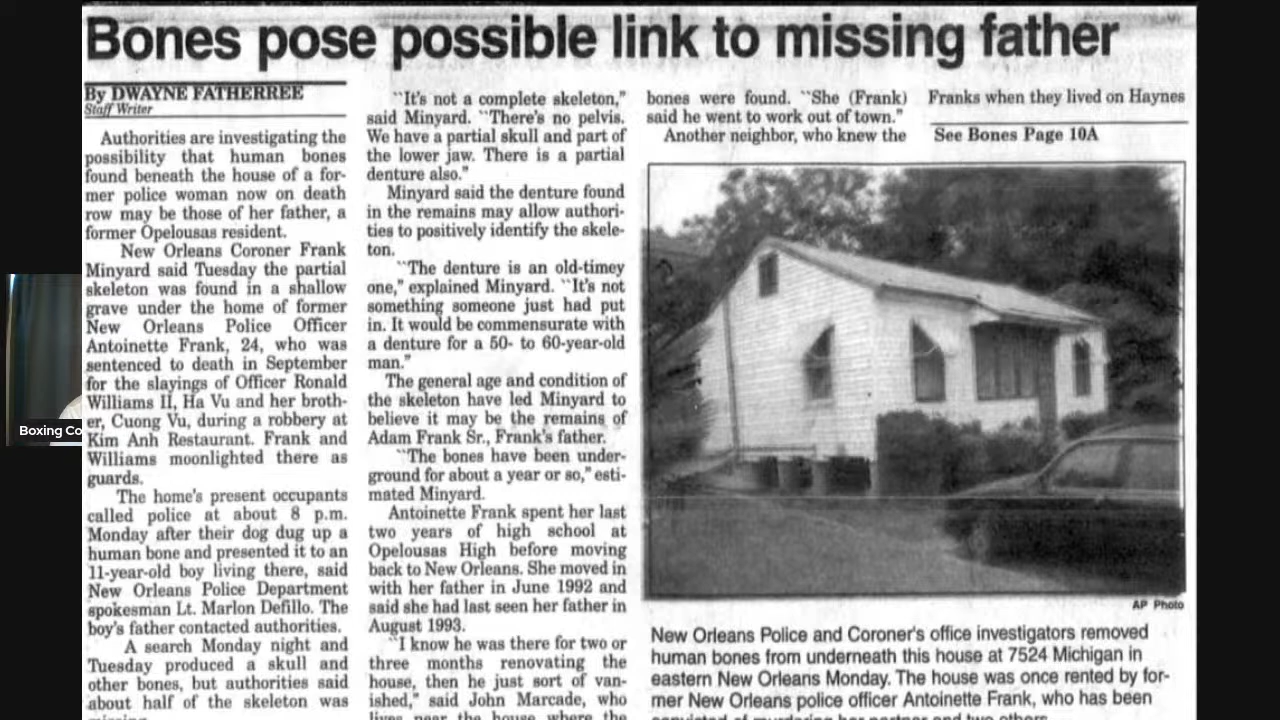 Bones pose possible link to missing father
By DWAYNE FATHERREE
Staff Writer
Authorities are investigating the
possibility that human bones
found beneath the house of a for-
mer police woman now on death
row may be those of her father, a
former Opelousas resident.
New Orleans Coroner Frank
Minyard said Tuesday the partial
skeleton was found in a shallow
grave under the home of former
New Orleans Police Officer
Antoinette Frank, 24, who was
sentenced to death in September
for the slayings of Officer Ronald
Williams II, Ha Vu and her broth-
er, Cuong Vu, during a robbery at
Kim Anh Restaurant. Frank and
Williams moonlighted there as
guards.
The home's present occupants
called police at about 8 p.m.
Monday after their dog dug up a
human bone and presented it to an
11-year-old boy living there, said
New Orleans Police Department
spokesman Lt. Marlon Defillo. The
boy's father contacted authorities.
A search Monday night and
Tuesday produced a skull and
other bones, but authorities said
about half of the skeleton was
missing.
"It's not a complete skeleton,"
said Minyard. "There's no pelvis.
We have a partial skull and part of
the lower jaw. There is a partial
denture also."
Minyard said the denture found
in the remains may allow authori-
ties to positively identify the skele-
ton.
"The denture is an old-timey
one," explained Minyard. "It's not
something someone just had put
in. It would be commensurate with
a denture for a 50- to 60-year-old
man."
The general age and condition of
the skeleton have led Minyard to
believe it may be the remains of
Adam Frank Sr., Frank's father.
"The bones have been under-
ground for about a year or so," esti-
mated Minyard.
Antoinette Frank spent her last
two years of high school at
Opelousas High before moving
back to New Orleans. She moved in
with her father in June 1992 and
said she had last seen her father in
August 1993.
"I know he was there for two or
three months renovating the
house, then he just sort of van-
ished," said John Marcade, who
lives near the house where the
bones were found. "She (Frank)
said he went to work out of town."
Another neighbor, who knew the
Franks when they lived on Haynes
See Bones Page 10A
AP Photo
New Orleans Police and Coroner's office investigators removed
human bones from underneath this house at 7524 Michigan in
eastern New Orleans Monday. The house was once rented by for-
mer New Orleans police officer Antoinette Frank, who has been
convicted of murdering her partner and two others.
Boxing Co